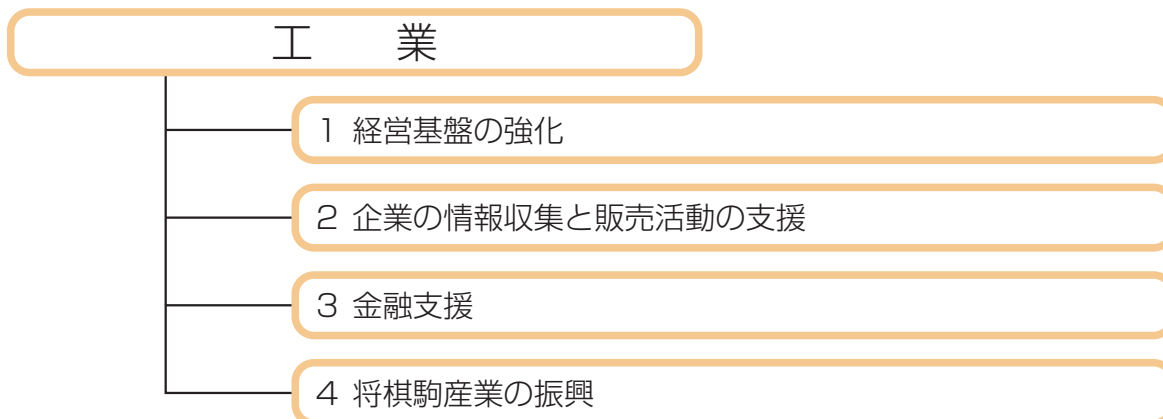 工　業
1 経営基盤の強化
2 企業の情報収集と販売活動の支援
3 金融支援
4 将棋駒産業の振興